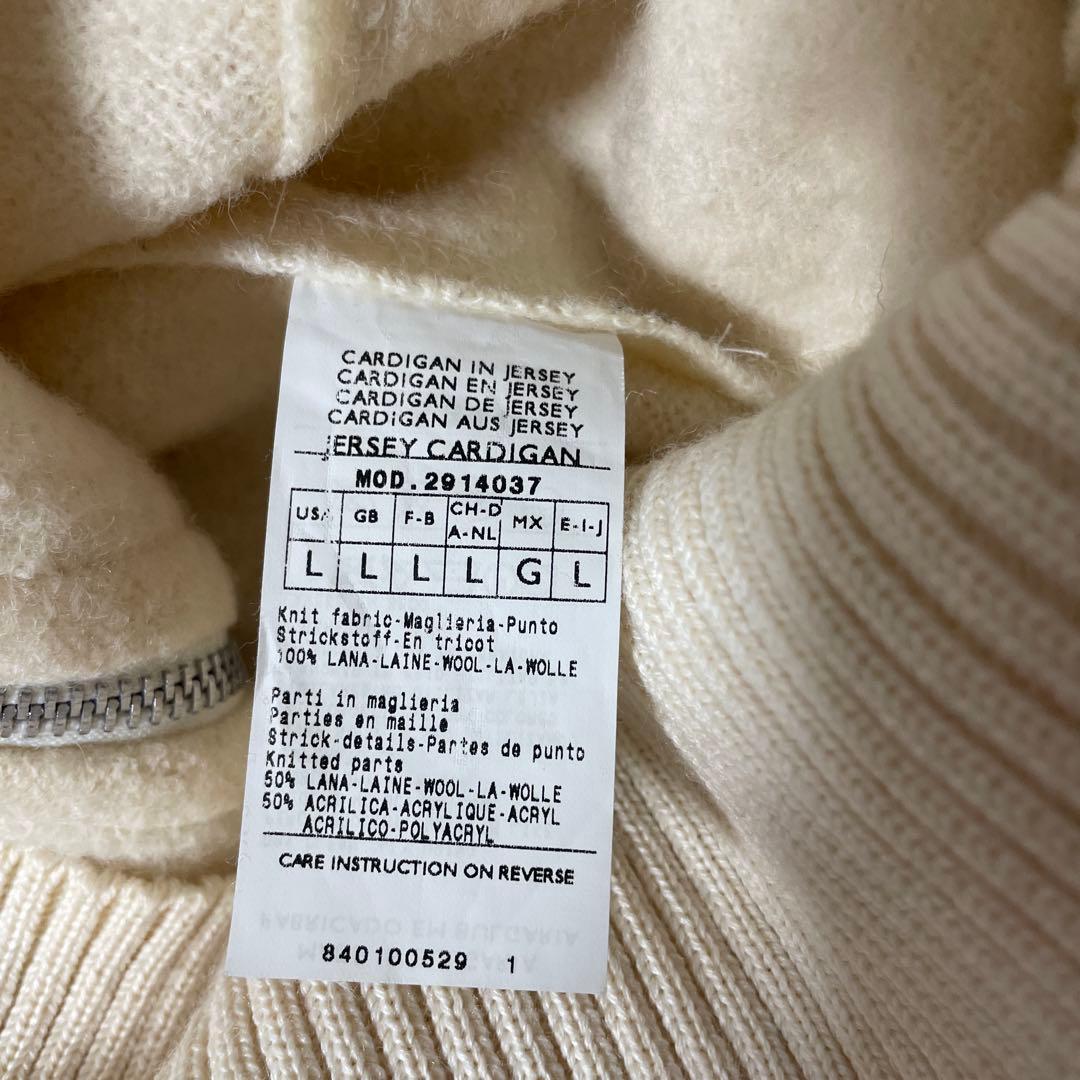 CARDIGAN IN JERSEY
CARDIGAN EN JERSEY
CARDIGAN DE JERSEY
CARDIGAN AUS JERSEY
JERSEY CARDIGAN
MOD.2914037
USA GB F-B CH-D A-NL MX E-I-J
L L L L G L
Knit fabric-Maglieria-Punto
Strickstoff-En tricot
100% LANA-LAINE-WOOL-LA-WOLLE
Parti in maglieria
Parties en maille
Strick-details-Partes de punto
Knitted parts
50% LANA-LAINE-WOOL-LA-WOLLE
50% ACRILICA-ACRYLIQUE-ACRYL
ACRILICO-POLYACRYL
CARE INSTRUCTION ON REVERSE
FABRICADO EM BULGARIA
840100529 1